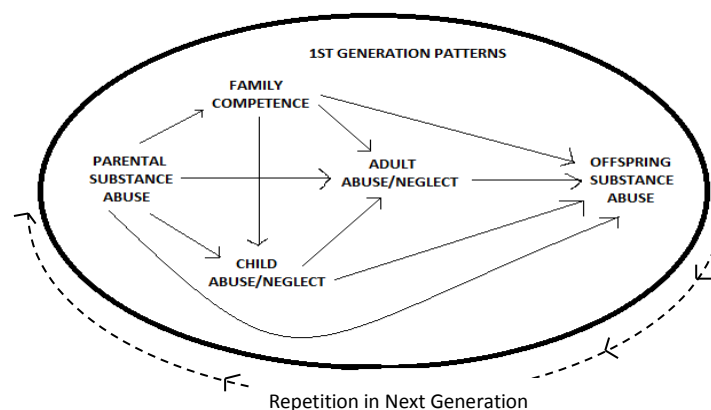 1ST GENERATION PATTERNS
FAMILY
COMPETENCE
PARENTAL
SUBSTANCE
ABUSE
ADULT
ABUSE/NEGLECT
OFFSPRING
SUBSTANCE
ABUSE
CHILD
ABUSE/NEGLECT
Repetition in Next Generation